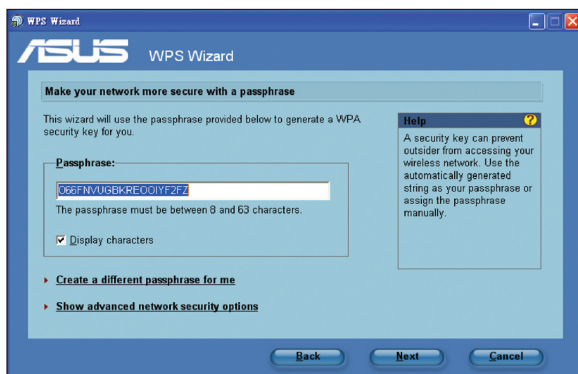 WPS Wizard
ASUS WPS Wizard
Make your network more secure with a passphrase
This wizard will use the passphrase provided below to generate a WPA
security key for you.
Passphrase:
O66FNVUGBKREOOIYF2FZ
The passphrase must be between 8 and 63 characters.
Display characters
Create a different passphrase for me
Show advanced network security options
Help
A security key can prevent
outsider from accessing your
wireless network. Use the
automatically generated
string as your passphrase or
assign the passphrase
manually.
Back Next Cancel